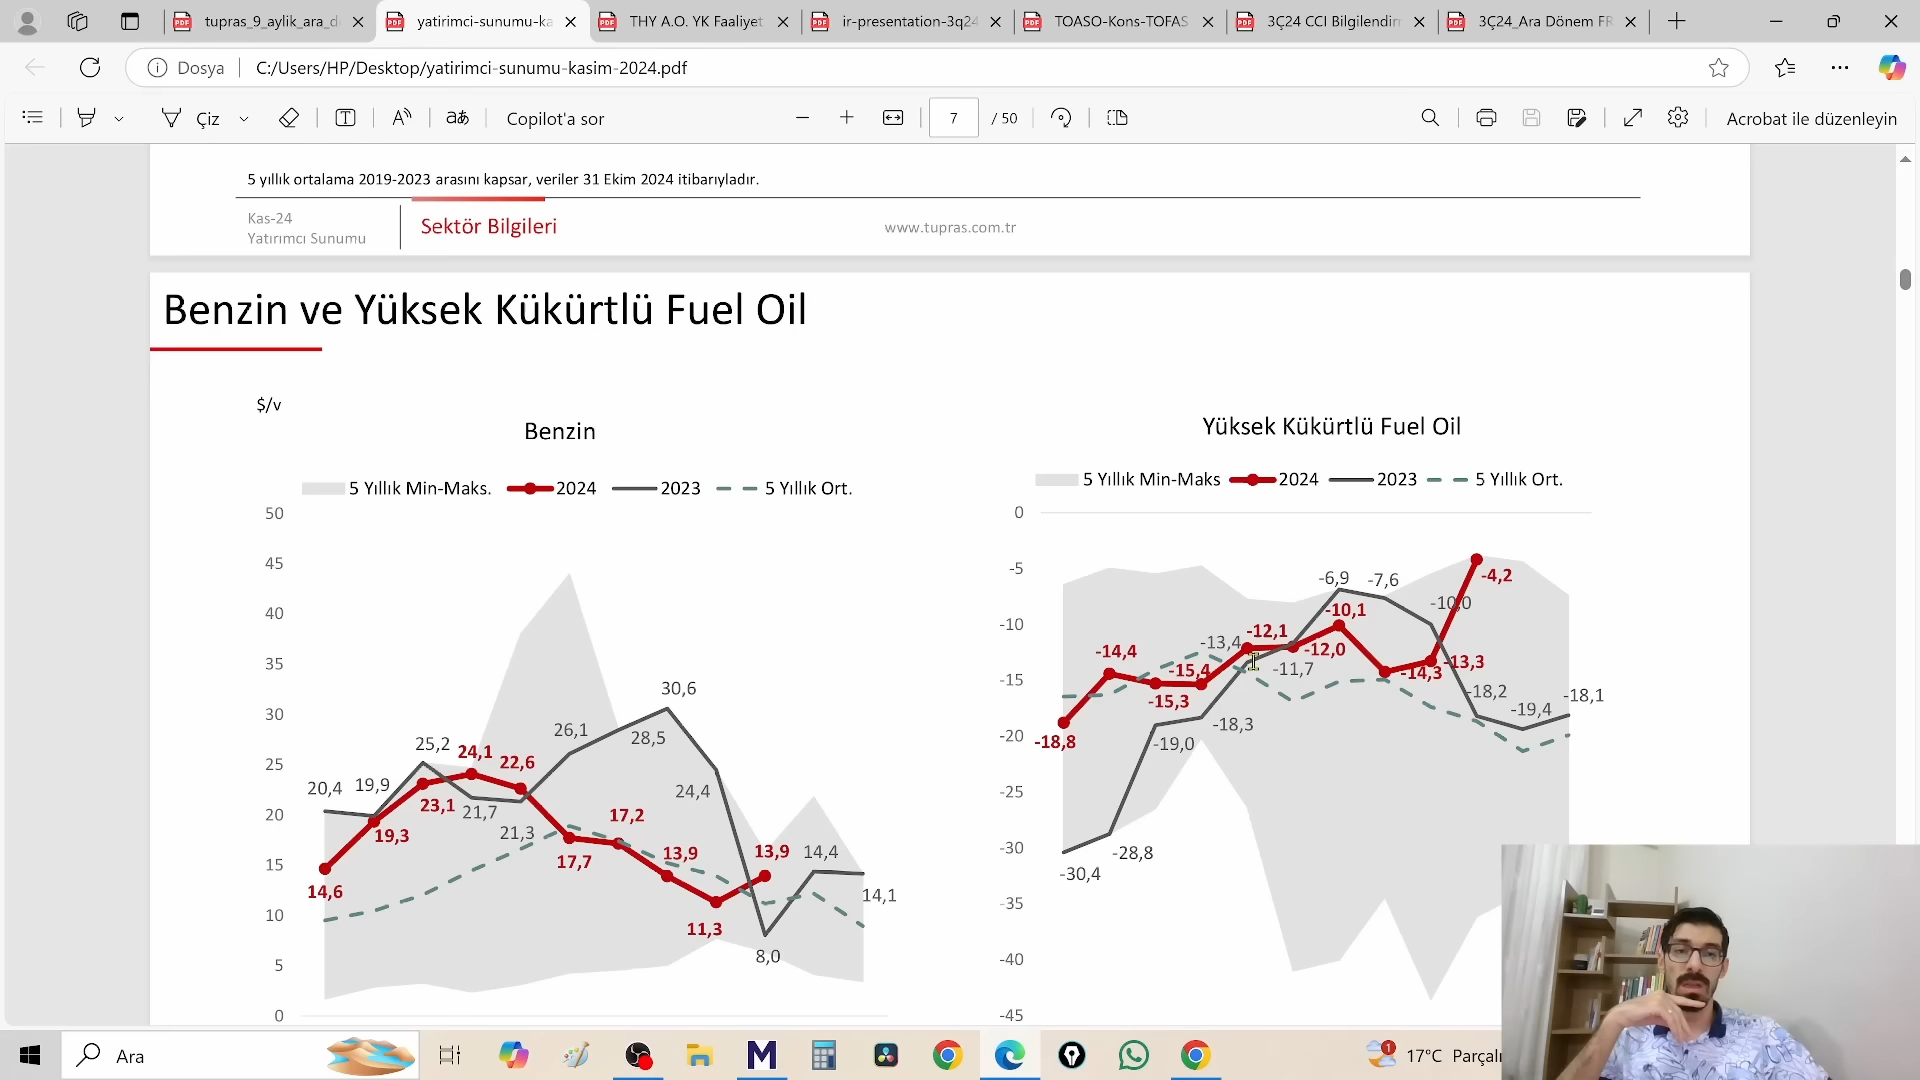 tupras_9_aylik_ara_d
yatirimci-sunumu-ka
THY A.O. YK Faaliyet
ir-presentation-3q24
TOASO-Kons-TOFAS
3Ç24 CCI Bilgilendir
3Ç24_Ara Dönem FR
Dosya
C:/Users/HP/Desktop/yatirimci-sunumu-kasim-2024.pdf
Çiz
aあ
Copilot'a sor
7 / 50
Acrobat ile düzenleyin
5 yıllık ortalama 2019-2023 arasını kapsar, veriler 31 Ekim 2024 itibarıyladır.
Kas-24
Yatırımcı Sunumu
Sektör Bilgileri
www.tupras.com.tr
Benzin ve Yüksek Kükürtlü Fuel Oil
$/v
Benzin
5 Yıllık Min-Maks. 2024 2023 5 Yıllık Ort.
50
45
40
35
30
25
20
15
10
5
0
20,4
19,9
25,2
21,7
21,3
26,1
28,5
30,6
24,4
8,0
14,4
14,1
14,6
19,3
23,1
24,1
22,6
17,7
17,2
13,9
11,3
13,9
Yüksek Kükürtlü Fuel Oil
5 Yıllık Min-Maks 2024 2023 5 Yıllık Ort.
0
-5
-10
-15
-20
-25
-30
-35
-40
-45
-30,4
-28,8
-19,0
-18,3
-13,4
-11,7
-6,9
-7,6
-10,0
-18,2
-19,4
-18,1
-18,8
-14,4
-15,3
-15,4
-12,1
-12,0
-10,1
-14,3
-13,3
-4,2
Ara
1
17°C Parçalı